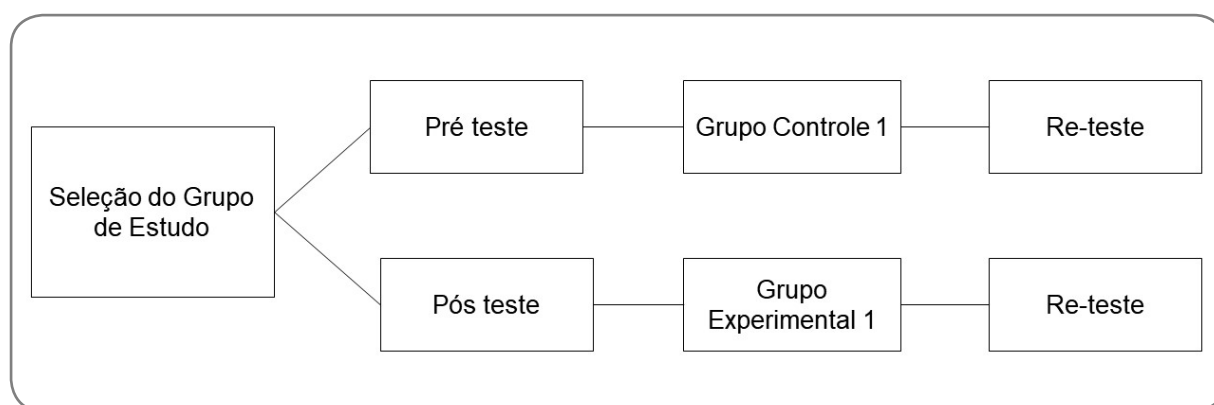 Seleção do Grupo
de Estudo
Pré teste
Grupo Controle 1
Re-teste
Pós teste
Grupo
Experimental 1
Re-teste